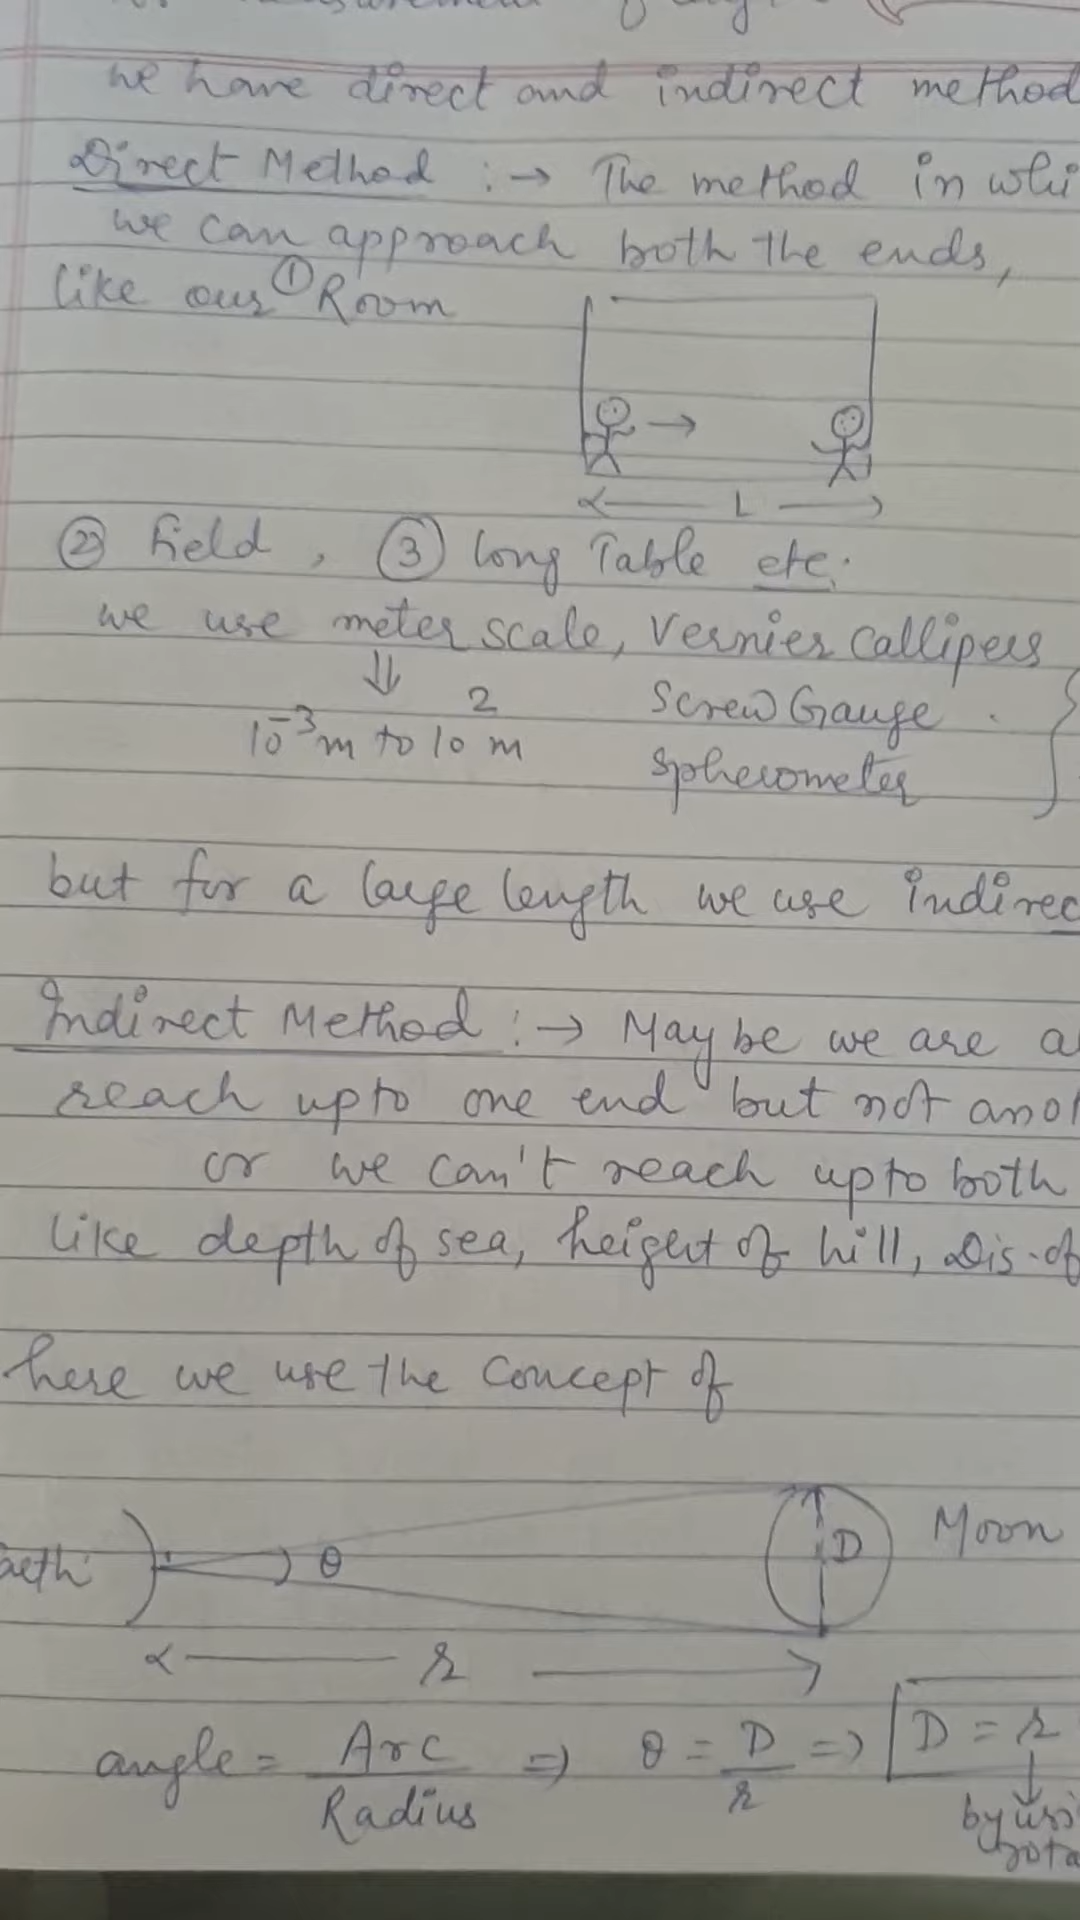 we have direct and indirect method
Direct Method :→ The method in whi
we can approach both the ends,
like our ① Room
L
② field , ③ long Table etc.
we use meter scale, Vernier Callipers
⇓
Screw Gauge
10⁻³m to 10²m
Spherometer
but for a large length we use indirec
Indirect Method :→ May be we are a
reach upto one end but not anot
or we can't reach upto both
like depth of sea, height of hill, Dis. of
here we use the Concept of
Moon
D
aeth θ
r
angle = Arc / Radius ⇒ θ = D / r ⇒ D = r
by usi
rota